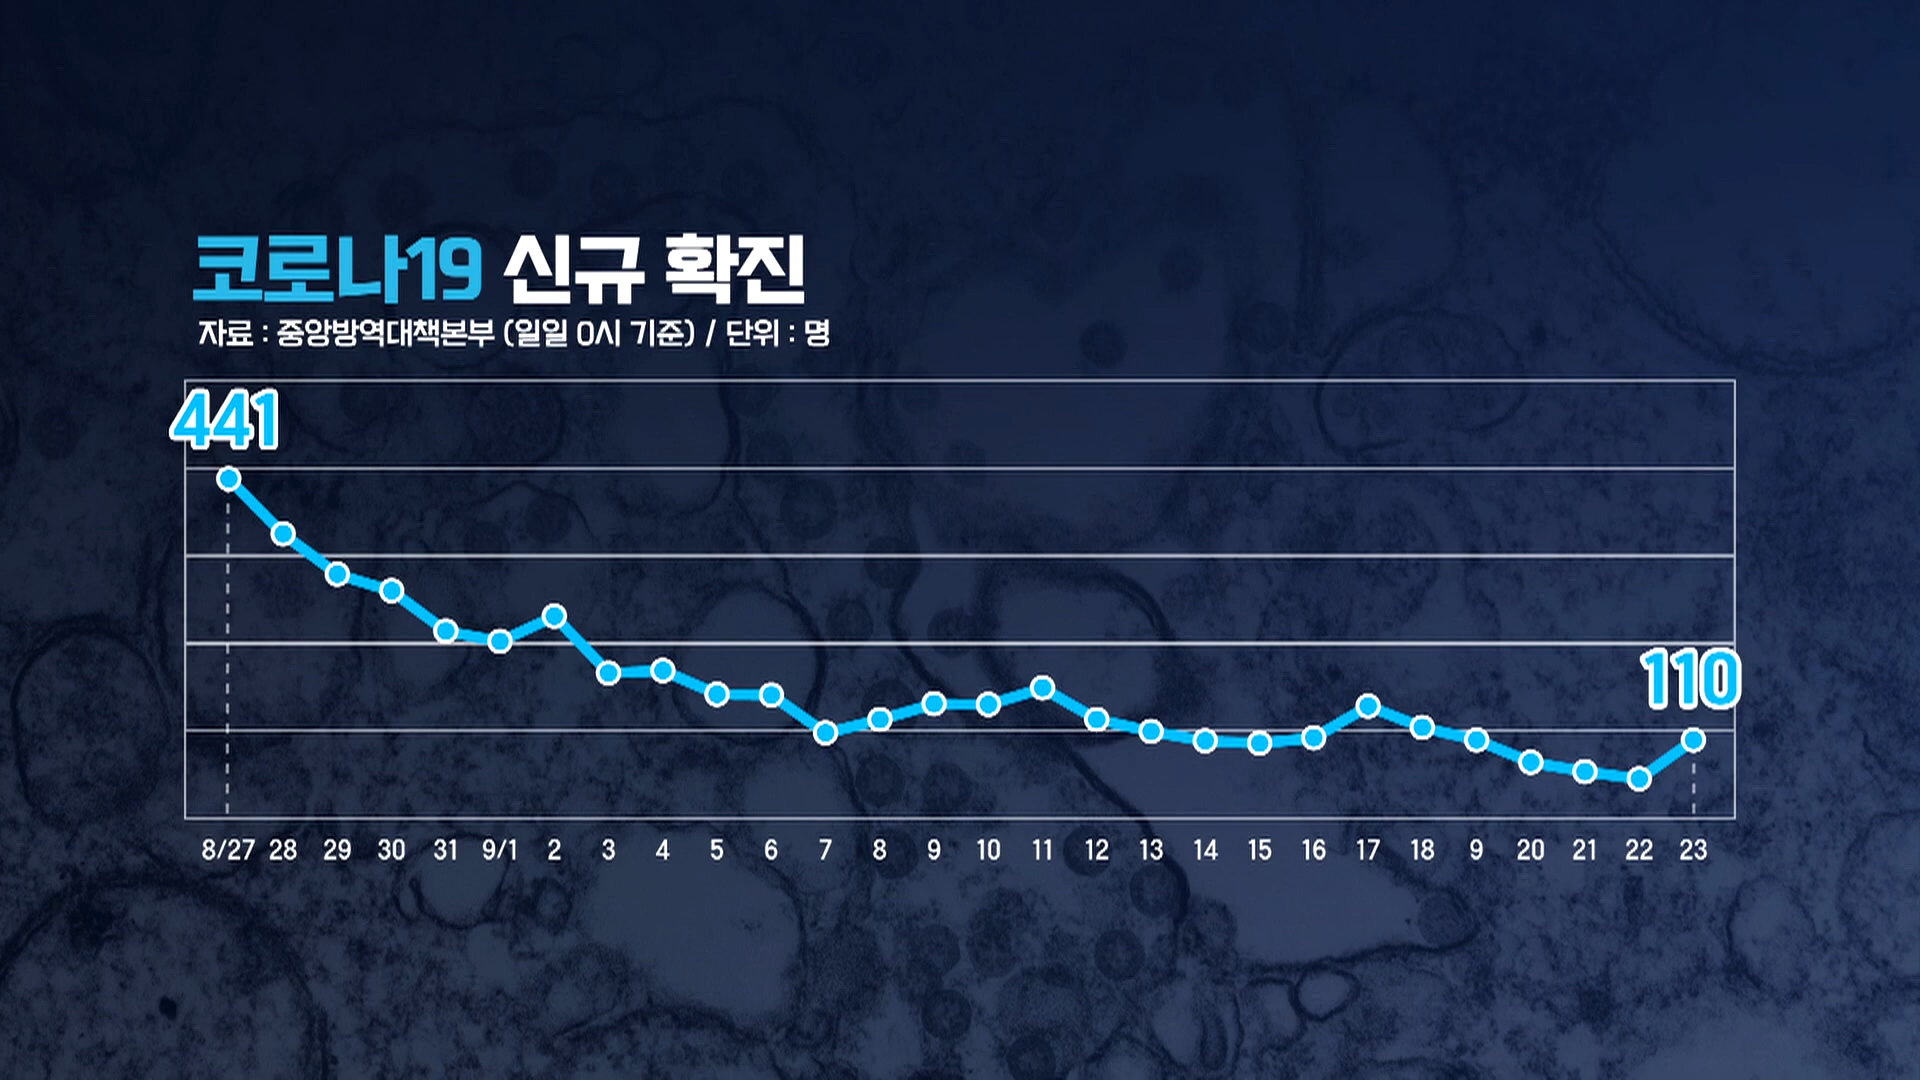 코로나19 신규 확진
자료 : 중앙방역대책본부 (일일 0시 기준) / 단위 : 명
441
110
8/27 28 29 30 31 9/1 2 3 4 5 6 7 8 9 10 11 12 13 14 15 16 17 18 9 20 21 22 23